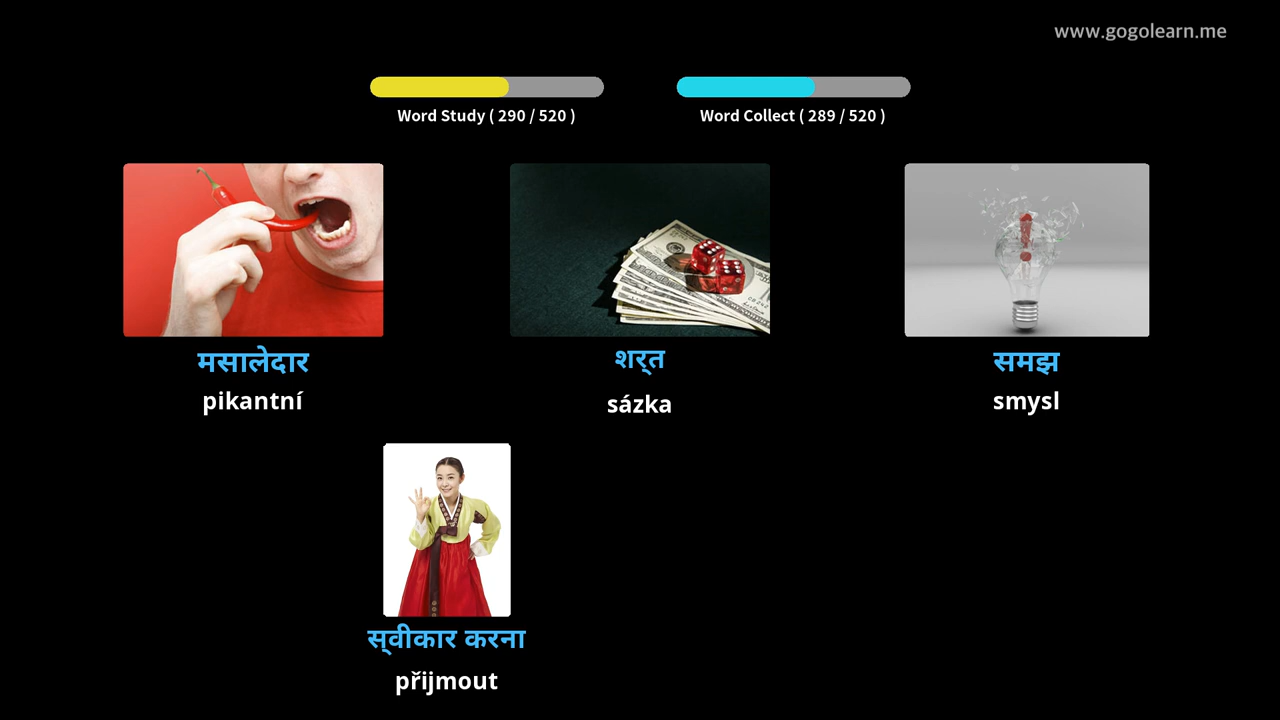 www.gogolearn.me
Word Study ( 290 / 520 )
Word Collect ( 289 / 520 )
मसालेदार
pikantní
शर्त
sázka
समझ
smysl
स्वीकार करना
přijmout